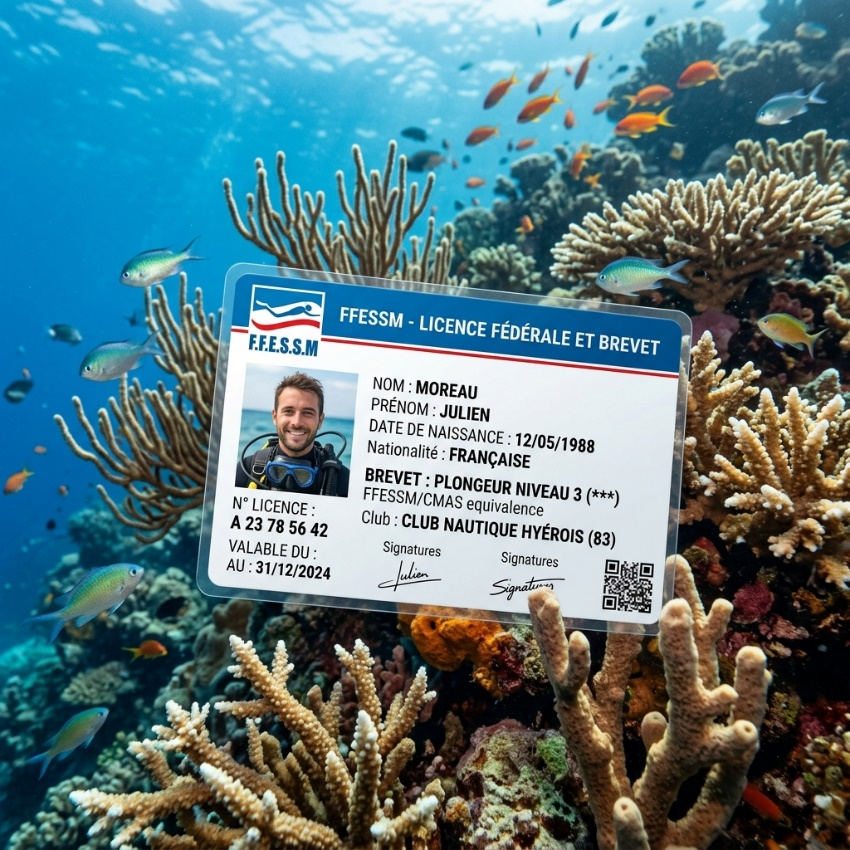 F.F.E.S.S.M
FFESSM - LICENCE FÉDÉRALE ET BREVET
NOM : MOREAU
PRÉNOM : JULIEN
DATE DE NAISSANCE : 12/05/1988
Nationalité : FRANÇAISE
BREVET : PLONGEUR NIVEAU 3 (***)
FFESSM/CMAS equivalence
Club : CLUB NAUTIQUE HYÉROIS (83)
N° LICENCE :
A 23 78 56 42
VALABLE DU :
AU : 31/12/2024
Signatures
Julien
Signatures